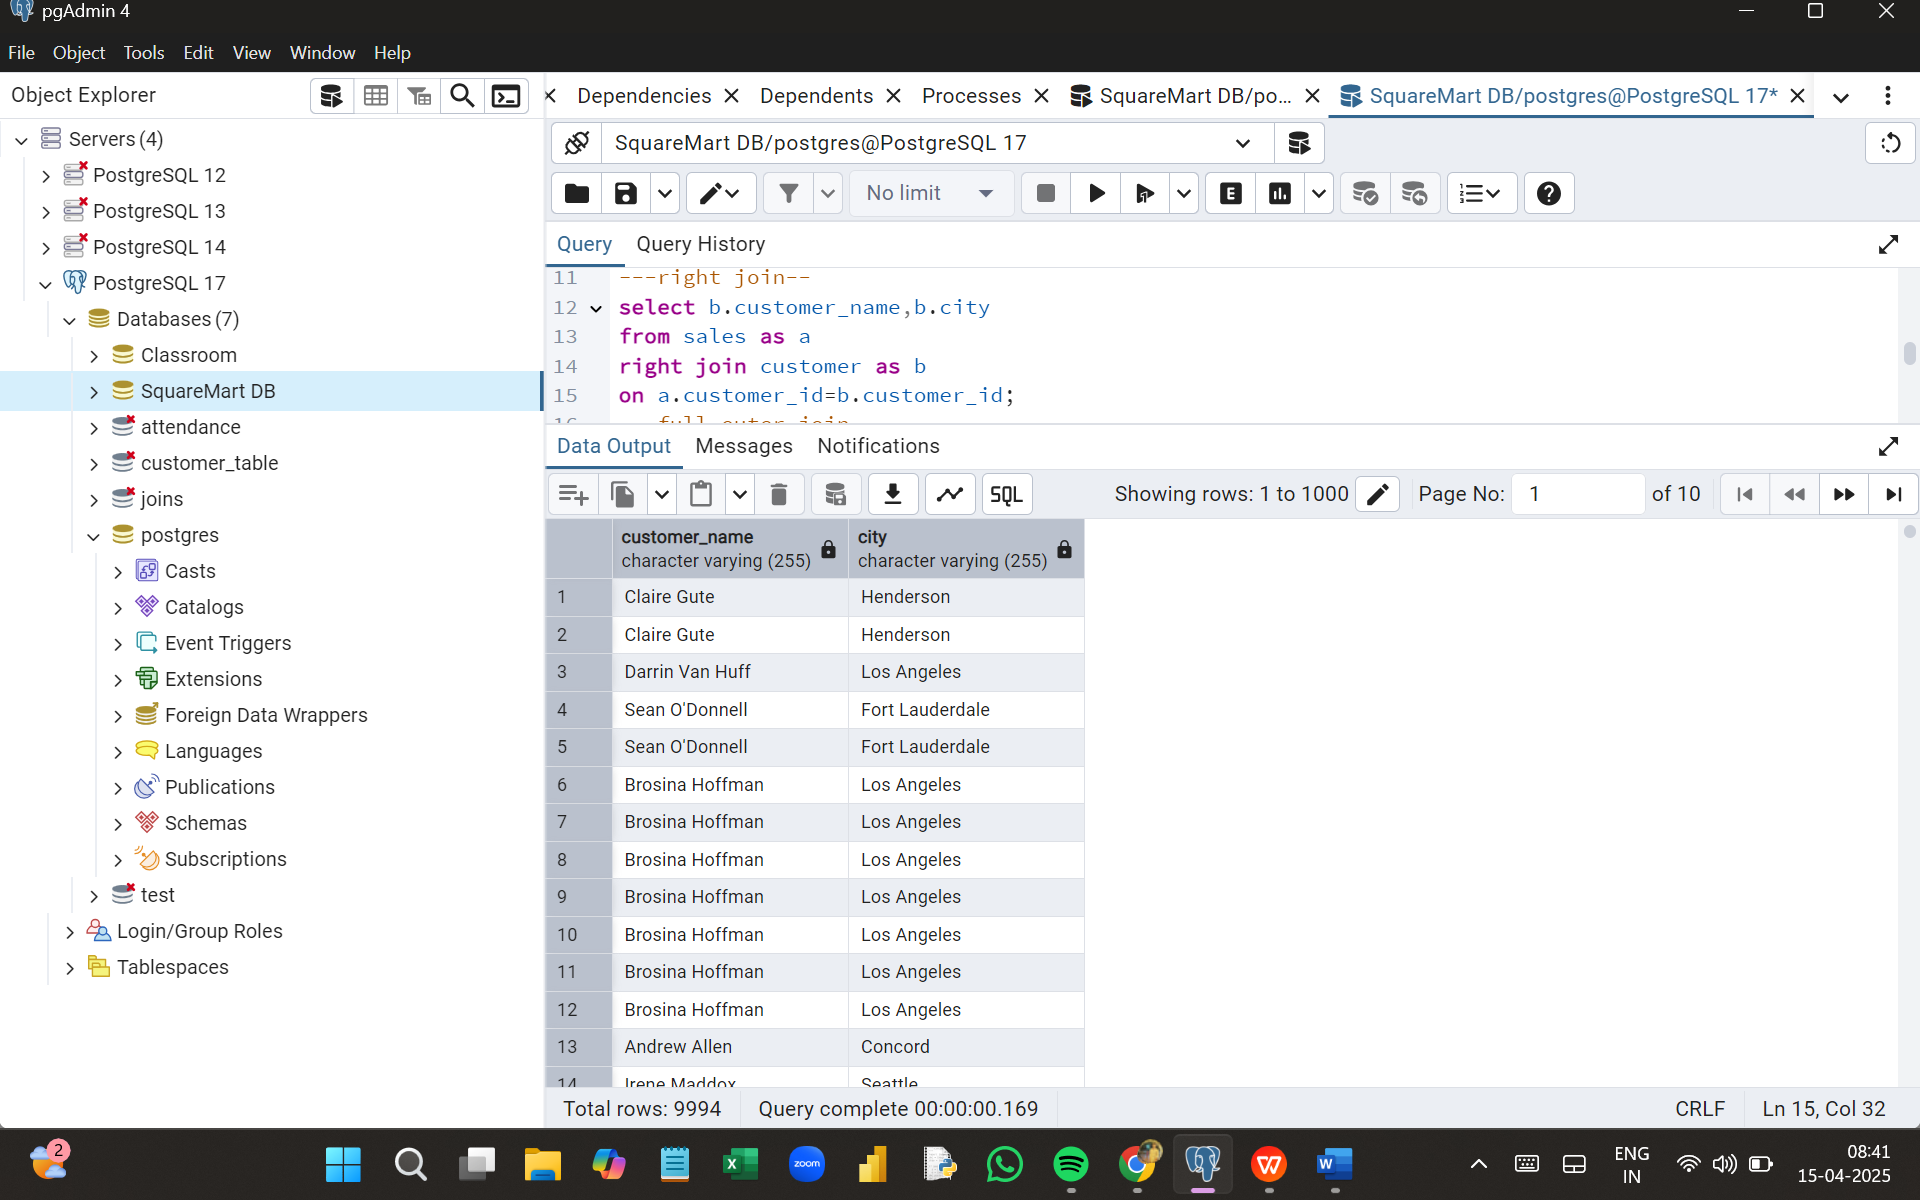 pgAdmin 4
File Object Tools Edit View Window Help
Object Explorer
Servers (4)
PostgreSQL 12
PostgreSQL 13
PostgreSQL 14
PostgreSQL 17
Databases (7)
Classroom
SquareMart DB
attendance
customer_table
joins
postgres
Casts
Catalogs
Event Triggers
Extensions
Foreign Data Wrappers
Languages
Publications
Schemas
Subscriptions
test
Login/Group Roles
Tablespaces
Dependencies Dependents Processes SquareMart DB/po... SquareMart DB/postgres@PostgreSQL 17*
SquareMart DB/postgres@PostgreSQL 17
No limit E
Query Query History
11 ---right join--
12 select b.customer_name,b.city
13 from sales as a
14 right join customer as b
15 on a.customer_id=b.customer_id;
16 full outer join
Data Output Messages Notifications
SQL Showing rows: 1 to 1000 Page No: 1 of 10
customer_name city
character varying (255) character varying (255)
1 Claire Gute Henderson
2 Claire Gute Henderson
3 Darrin Van Huff Los Angeles
4 Sean O'Donnell Fort Lauderdale
5 Sean O'Donnell Fort Lauderdale
6 Brosina Hoffman Los Angeles
7 Brosina Hoffman Los Angeles
8 Brosina Hoffman Los Angeles
9 Brosina Hoffman Los Angeles
10 Brosina Hoffman Los Angeles
11 Brosina Hoffman Los Angeles
12 Brosina Hoffman Los Angeles
13 Andrew Allen Concord
14 Irene Maddox Seattle
Total rows: 9994 Query complete 00:00:00.169 CRLF Ln 15, Col 32
2 zoom ENG 08:41
IN 15-04-2025